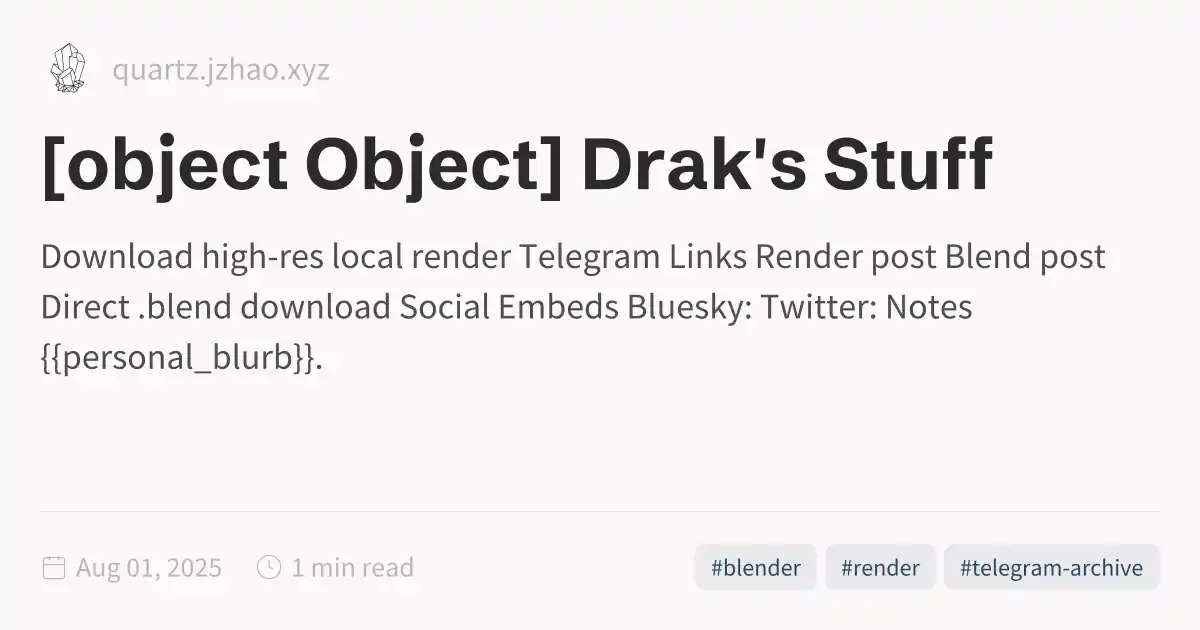 quartz.jzhao.xyz
[object Object] Drak's Stuff
Download high-res local render Telegram Links Render post Blend post
Direct .blend download Social Embeds Bluesky: Twitter: Notes
{{personal_blurb}}.
Aug 01, 2025 1 min read #blender #render #telegram-archive